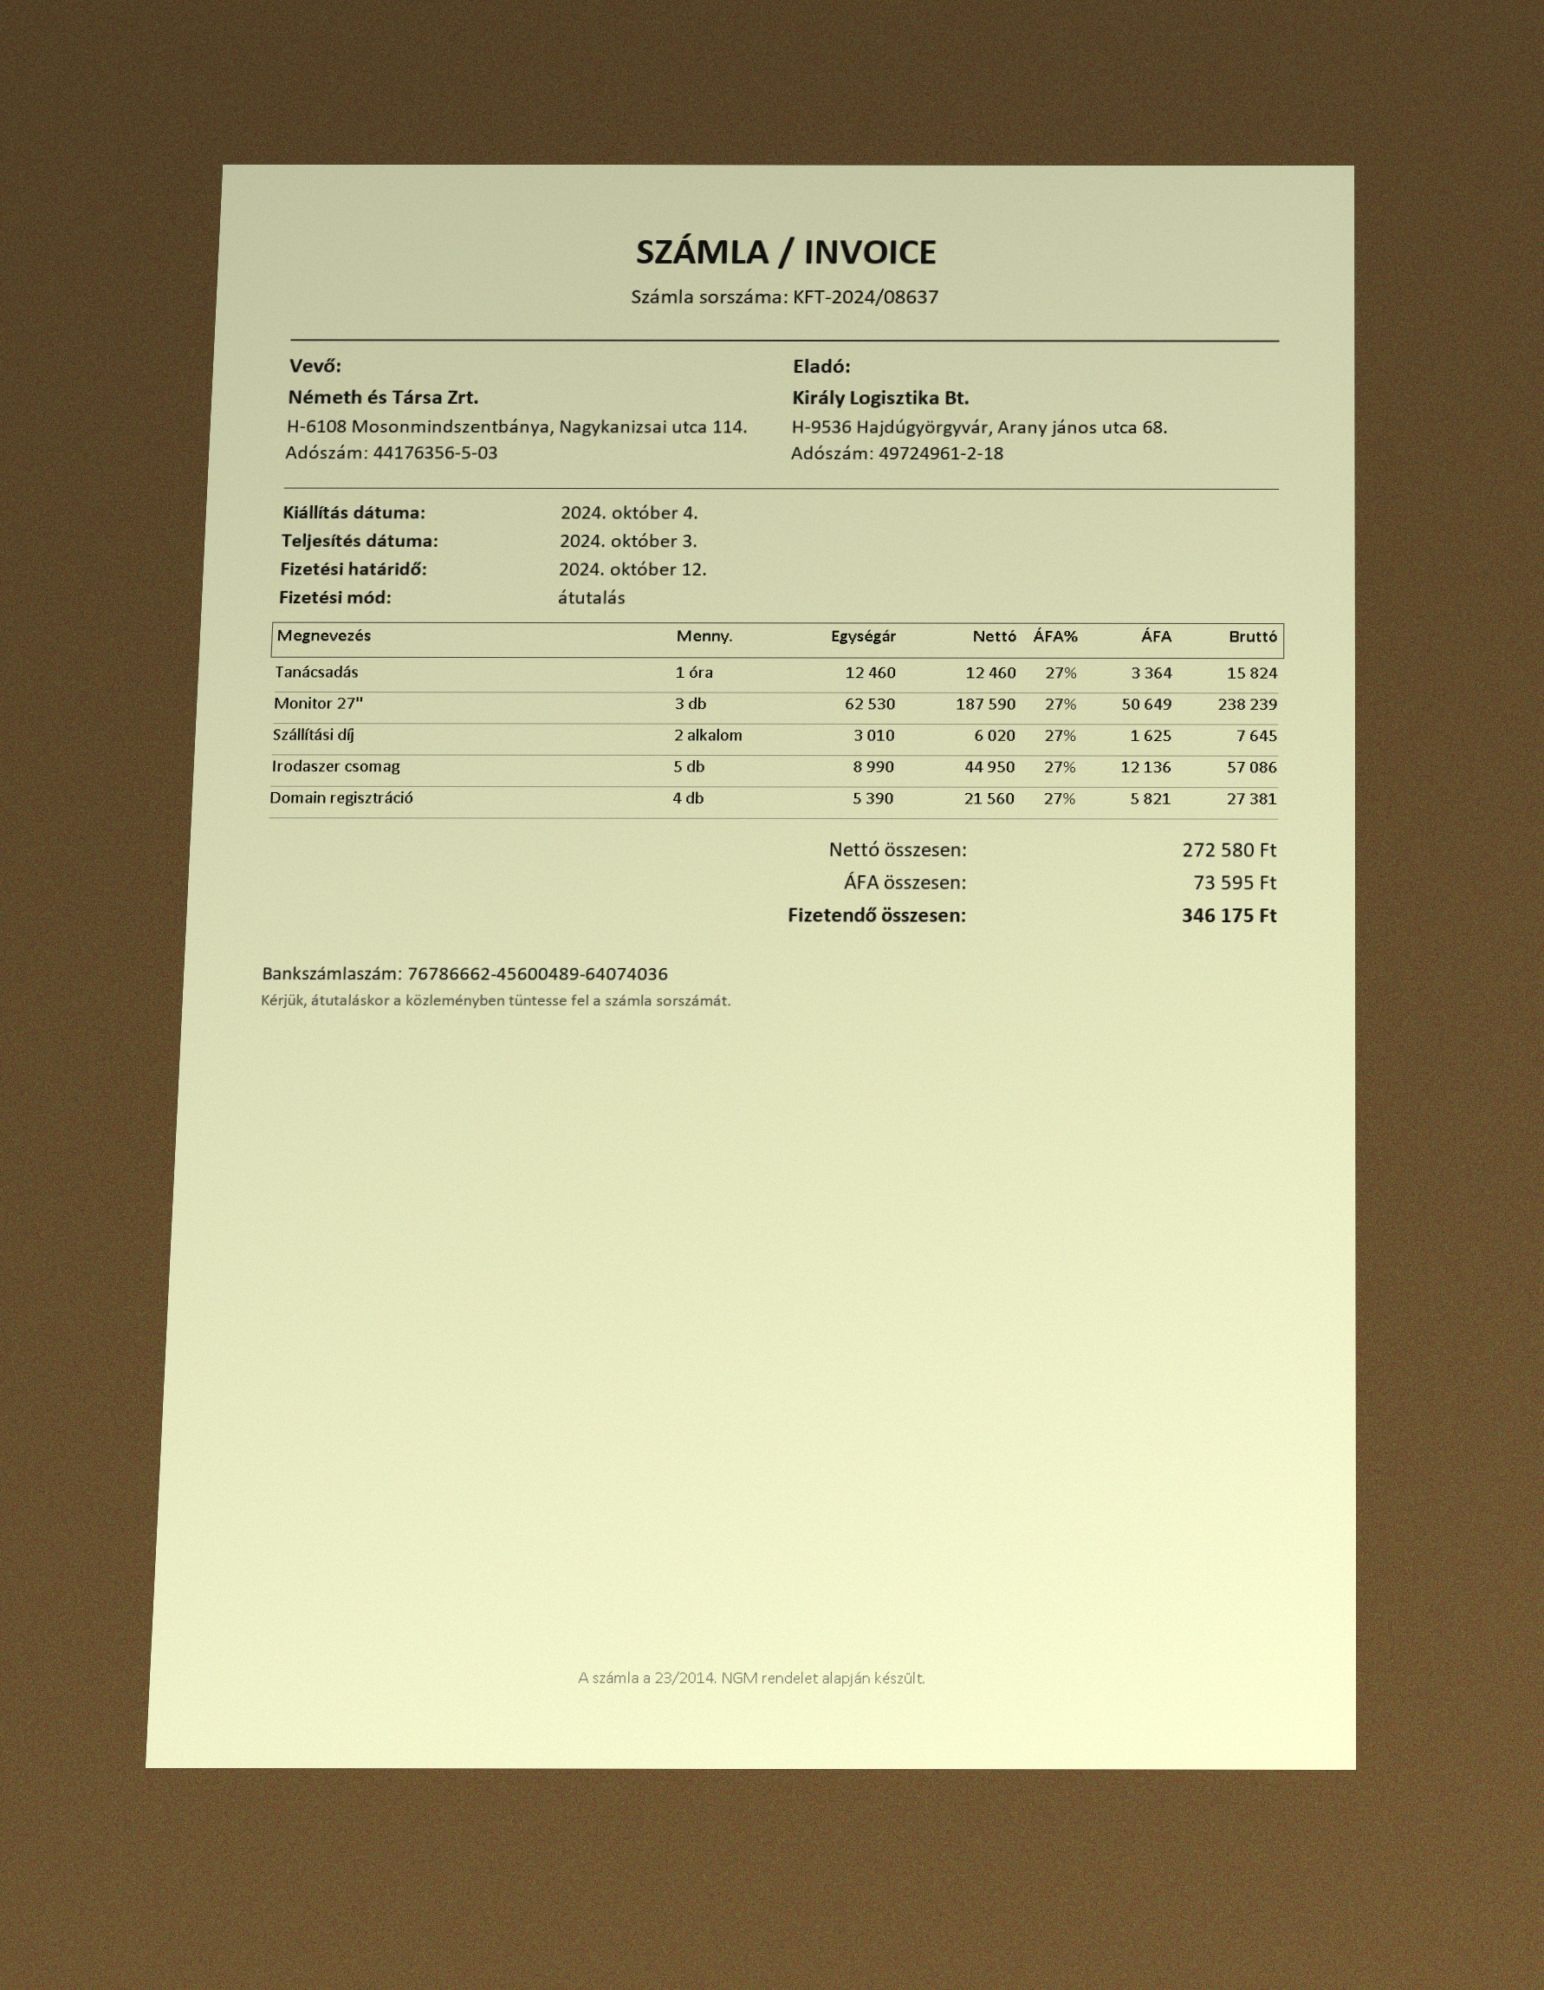 SZÁMLA / INVOICE
Számla sorszáma: KFT-2024/08637
Vevő:
Németh és Társa Zrt.
H-6108 Mosonmindszentbánya, Nagykanizsai utca 114.
Adószám: 44176356-5-03
Eladó:
Király Logisztika Bt.
H-9536 Hajdúgyörgyvár, Arany jános utca 68.
Adószám: 49724961-2-18
Kiállítás dátuma: 2024. október 4.
Teljesítés dátuma: 2024. október 3.
Fizetési határidő: 2024. október 12.
Fizetési mód: átutalás
Megnevezés Menny. Egységár Nettó ÁFA% ÁFA Bruttó
Tanácsadás 1 óra 12 460 12 460 27% 3 364 15 824
Monitor 27" 3 db 62 530 187 590 27% 50 649 238 239
Szállítási díj 2 alkalom 3 010 6 020 27% 1 625 7 645
Irodaszer csomag 5 db 8 990 44 950 27% 12 136 57 086
Domain regisztráció 4 db 5 390 21 560 27% 5 821 27 381
Nettó összesen: 272 580 Ft
ÁFA összesen: 73 595 Ft
Fizetendő összesen: 346 175 Ft
Bankszámlaszám: 76786662-45600489-64074036
Kérjük, átutaláskor a közleményben tüntesse fel a számla sorszámát.
A számla a 23/2014. NGM rendelet alapján készült.